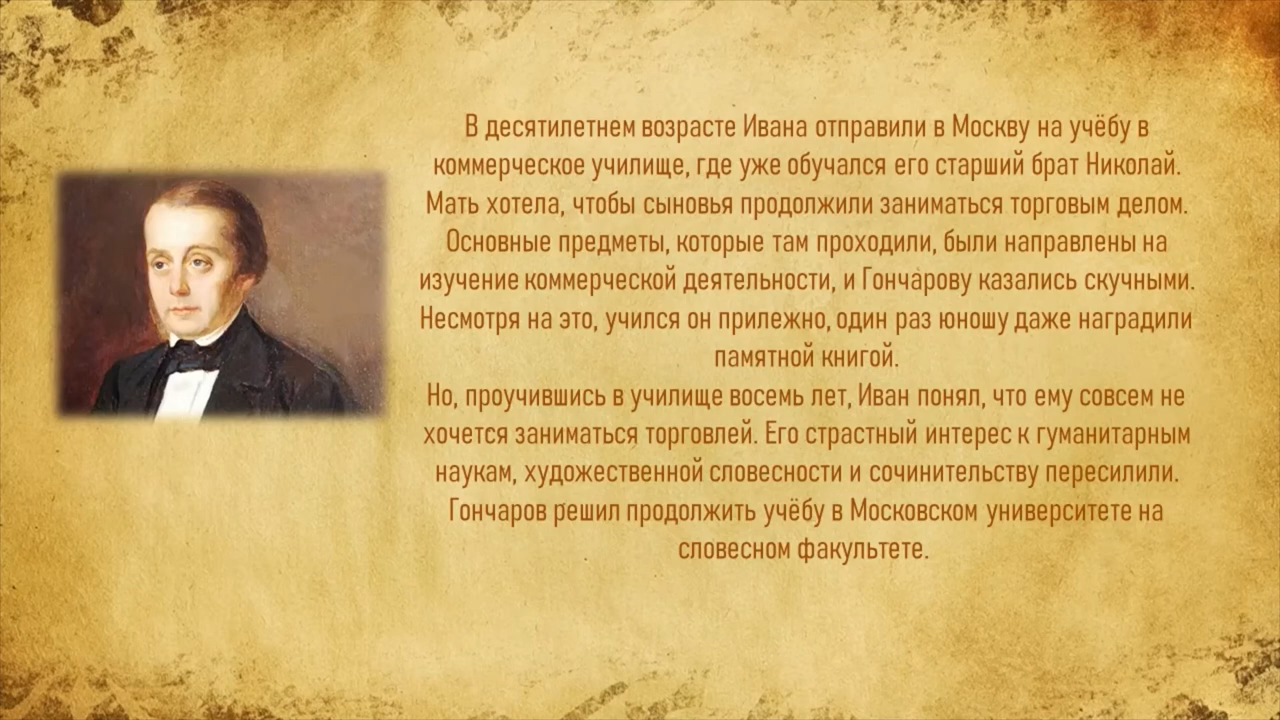 В десятилетнем возрасте Ивана отправили в Москву на учёбу в
коммерческое училище, где уже обучался его старший брат Николай.
Мать хотела, чтобы сыновья продолжили заниматься торговым делом.
Основные предметы, которые там проходили, были направлены на
изучение коммерческой деятельности, и Гончарову казались скучными.
Несмотря на это, учился он прилежно, один раз юношу даже наградили
памятной книгой.
Но, проучившись в училище восемь лет, Иван понял, что ему совсем не
хочется заниматься торговлей. Его страстный интерес к гуманитарным
наукам, художественной словесности и сочинительству пересилили.
Гончаров решил продолжить учёбу в Московском университете на
словесном факультете.